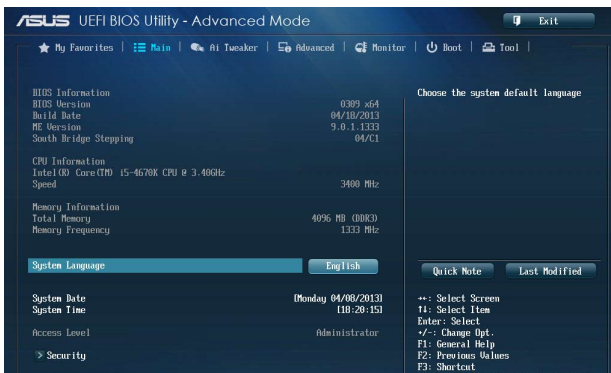 ASUS UEFI BIOS Utility - Advanced Mode
Exit
My Favorites | Main | Ai Tweaker | Advanced | Monitor | Boot | Tool |
BIOS Information
BIOS Version 0309 x64
Build Date 04/18/2013
ME Version 9.0.1.1333
South Bridge Stepping 04/C1
CPU Information
Intel(R) Core(TM) i5-4670K CPU @ 3.40GHz
Speed 3400 MHz
Memory Information
Total Memory 4096 MB (DDR3)
Memory Frequency 1333 MHz
System Language English
System Date [Monday 04/08/2013]
System Time [18:20:15]
Access Level Administrator
> Security
Choose the system default language
Quick Note Last Modified
→←: Select Screen
↑↓: Select Item
Enter: Select
+/-: Change Opt.
F1: General Help
F2: Previous Values
F3: Shortcut